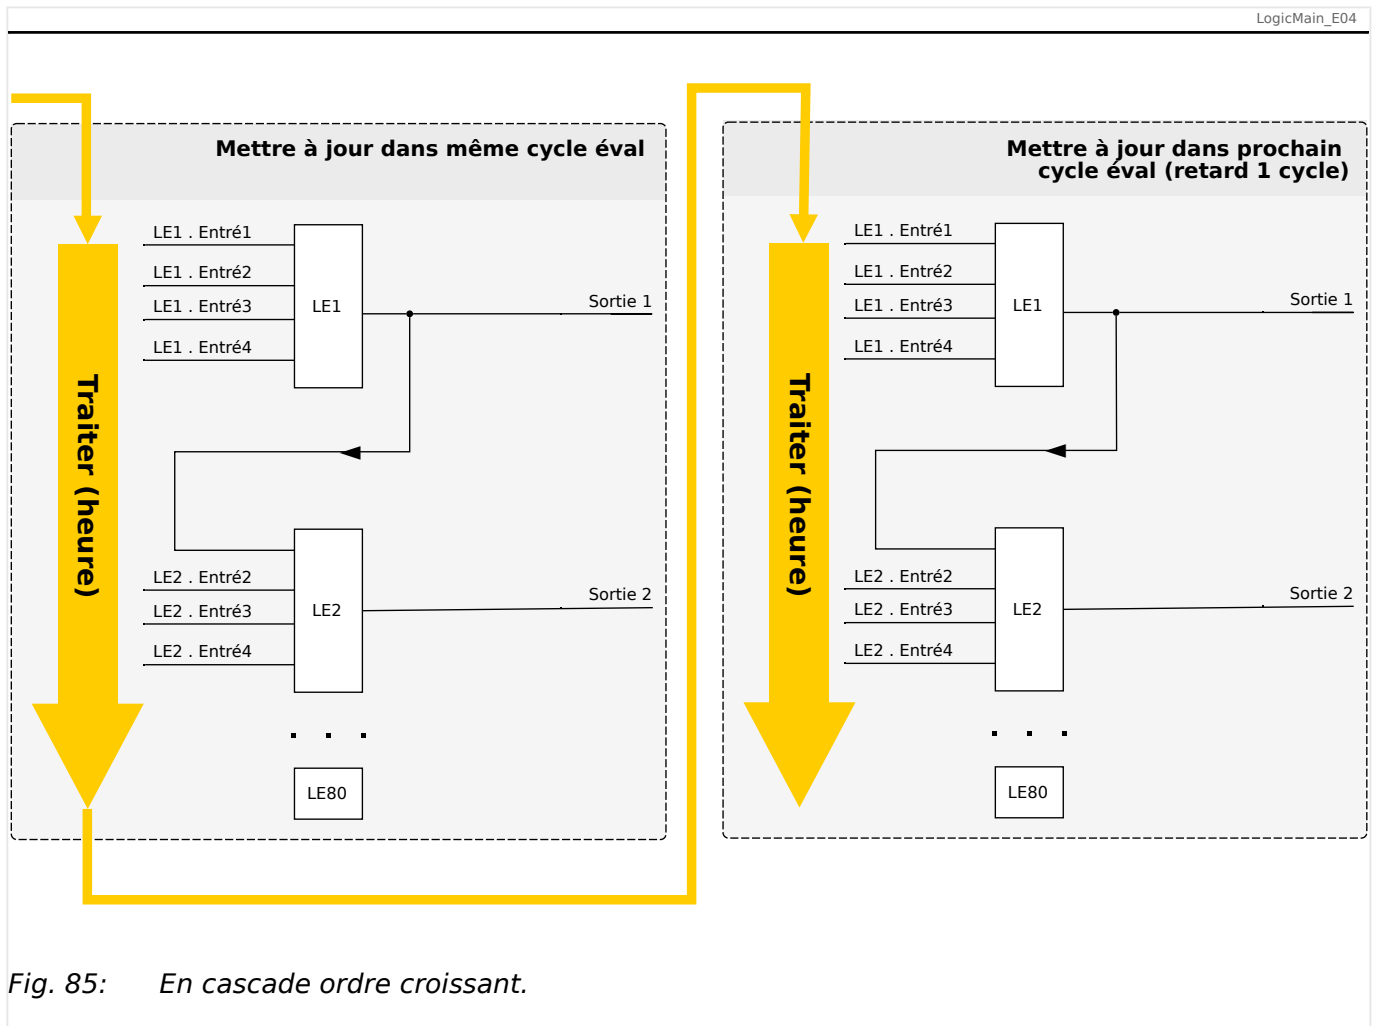 LogicMain_E04
Mettre à jour dans même cycle éval
LE1 . Entré1
LE1 . Entré2
LE1 . Entré3
LE1 . Entré4
LE1
Sortie 1
Traiter (heure)
LE2 . Entré2
LE2 . Entré3
LE2 . Entré4
LE2
Sortie 2
. . .
LE80
Mettre à jour dans prochain
cycle éval (retard 1 cycle)
LE1 . Entré1
LE1 . Entré2
LE1 . Entré3
LE1 . Entré4
LE1
Sortie 1
Traiter (heure)
LE2 . Entré2
LE2 . Entré3
LE2 . Entré4
LE2
Sortie 2
. . .
LE80
Fig. 85: En cascade ordre croissant.